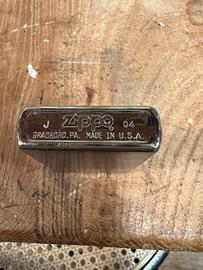 J ZIPPO 04
BRADFORD, PA. MADE IN U.S.A.